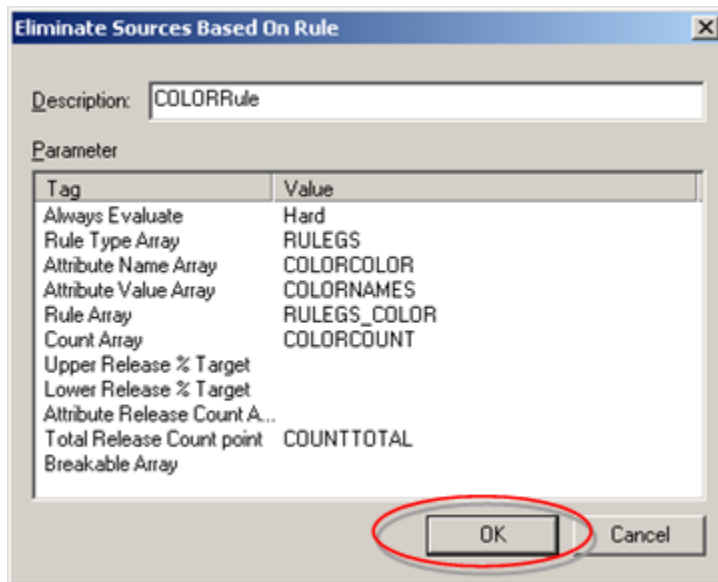 Eliminate Sources Based On Rule
Description: COLORRule
Parameter
Tag Value
Always Evaluate Hard
Rule Type Array RULEGS
Attribute Name Array COLORCOLOR
Attribute Value Array COLORNAMES
Rule Array RULEGS_COLOR
Count Array COLORCOUNT
Upper Release % Target
Lower Release % Target
Attribute Release Count A...
Total Release Count point COUNTTOTAL
Breakable Array
OK Cancel